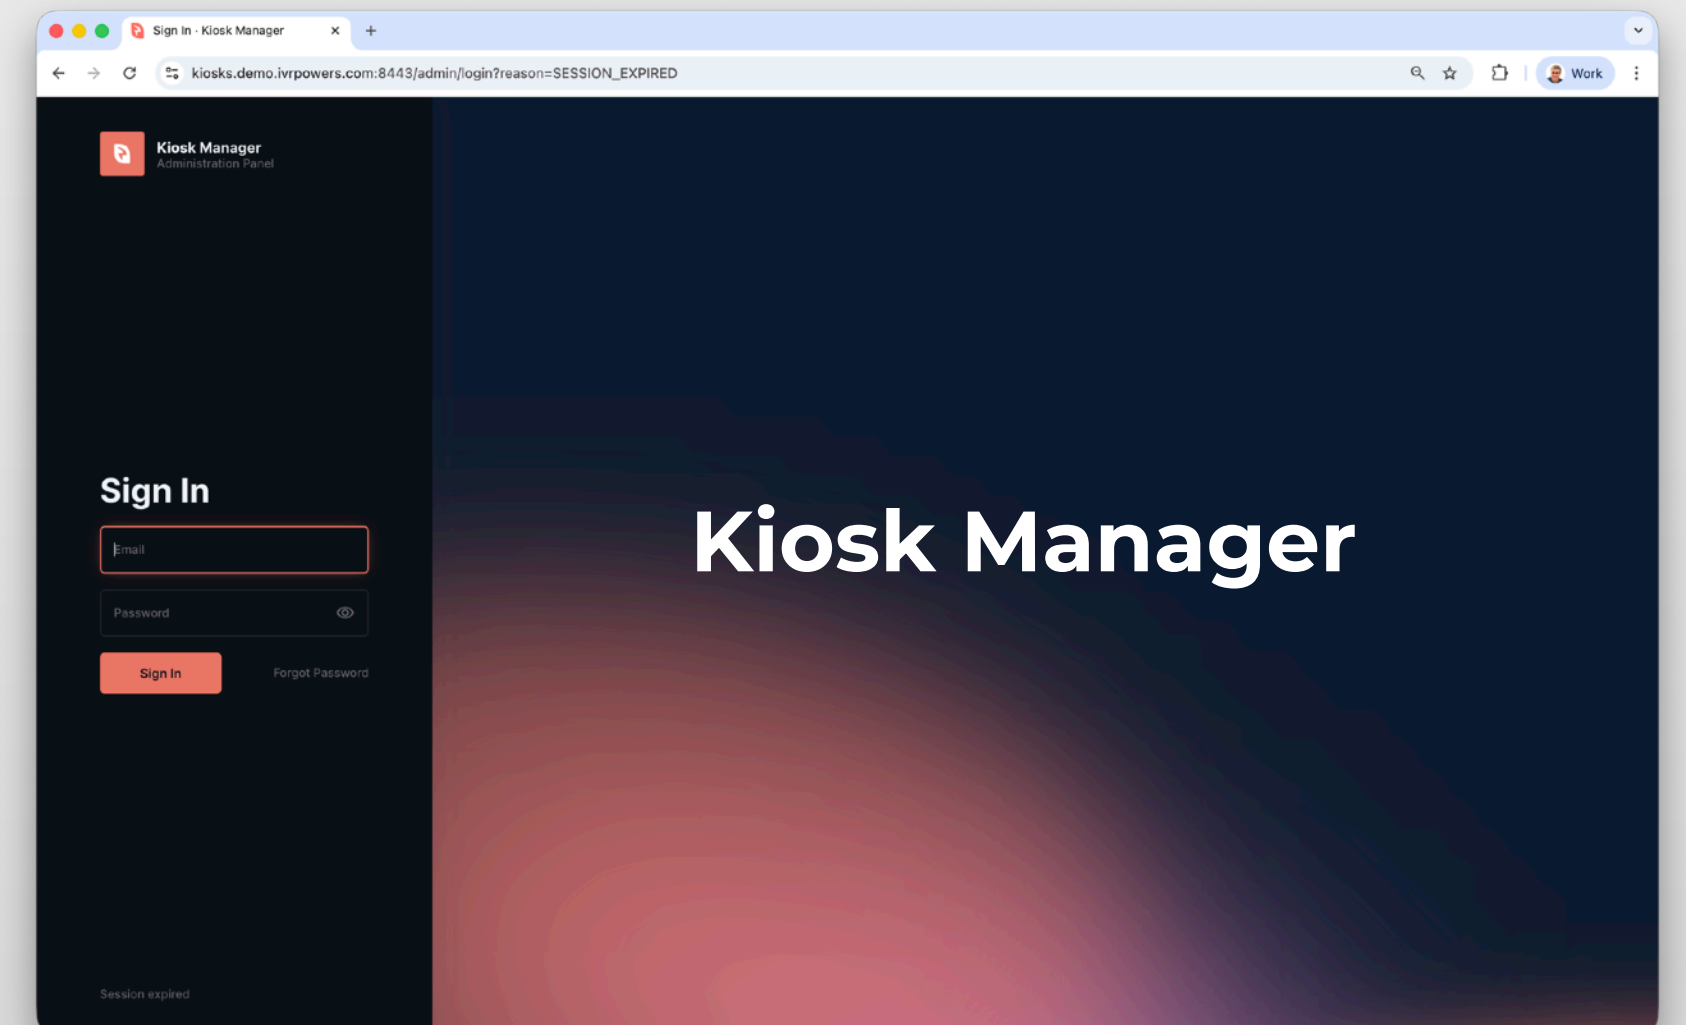 Sign In · Kiosk Manager
kiosks.demo.ivrpowers.com:8443/admin/login?reason=SESSION_EXPIRED
Work
Kiosk Manager
Administration Panel
Sign In
Email
Password
Sign In
Forgot Password
Kiosk Manager
Session expired